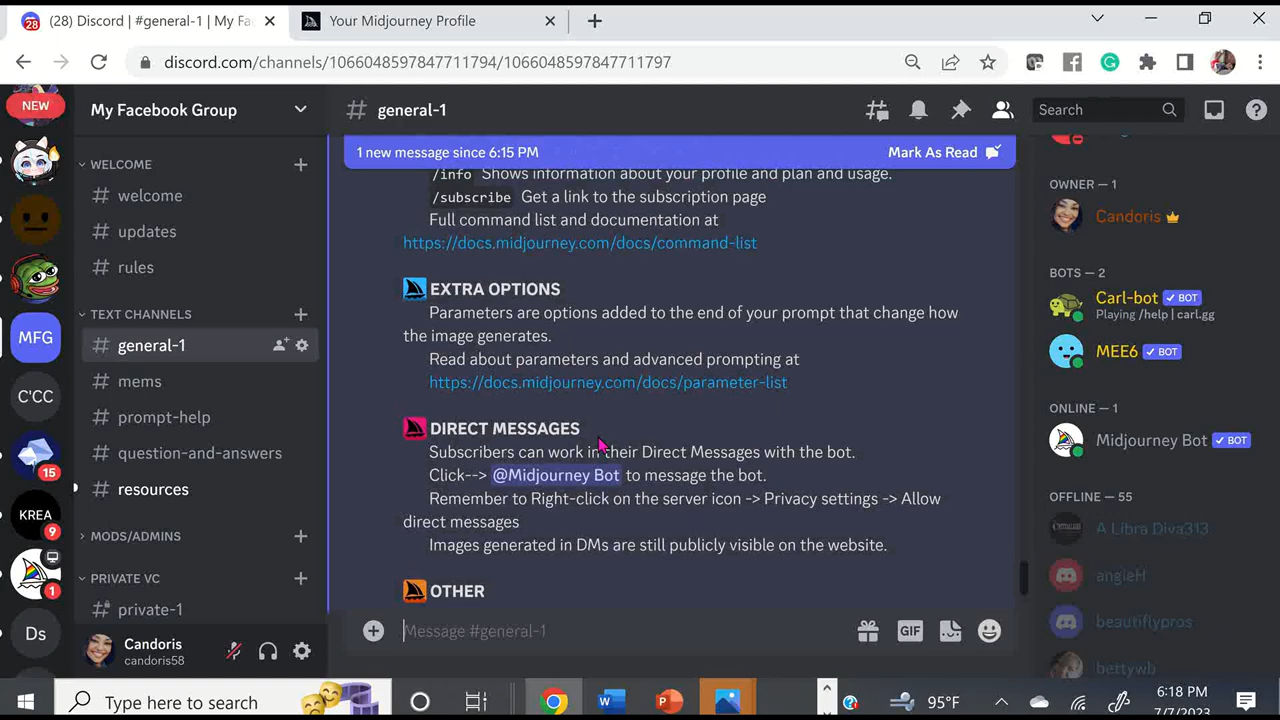 (28) Discord | #general-1 | My Fa
Your Midjourney Profile
28
discord.com/channels/1066048597847711794/1066048597847711797
NEW
My Facebook Group
general-1
Search
1 new message since 6:15 PM
Mark As Read
WELCOME
welcome
updates
rules
TEXT CHANNELS
general-1
mems
prompt-help
question-and-answers
resources
MODS/ADMINS
PRIVATE VC
private-1
MFG
C'CC
15
KREA
9
1
Ds
Candoris
candoris58
/info Shows information about your profile and plan and usage.
/subscribe Get a link to the subscription page
Full command list and documentation at
https://docs.midjourney.com/docs/command-list
EXTRA OPTIONS
Parameters are options added to the end of your prompt that change how
the image generates.
Read about parameters and advanced prompting at
https://docs.midjourney.com/docs/parameter-list
DIRECT MESSAGES
Subscribers can work in their Direct Messages with the bot.
Click--> @Midjourney Bot to message the bot.
Remember to Right-click on the server icon -> Privacy settings -> Allow
direct messages
Images generated in DMs are still publicly visible on the website.
OTHER
Message #general-1
GIF
OWNER — 1
Candoris
BOTS — 2
Carl-bot ✓ BOT
Playing /help | carl.gg
MEE6 ✓ BOT
ONLINE — 1
Midjourney Bot ✓ BOT
OFFLINE — 55
A Libra Diva313
angieH
beautiflypros
bettywb
Type here to search
95°F
6:18 PM
7/7/2023